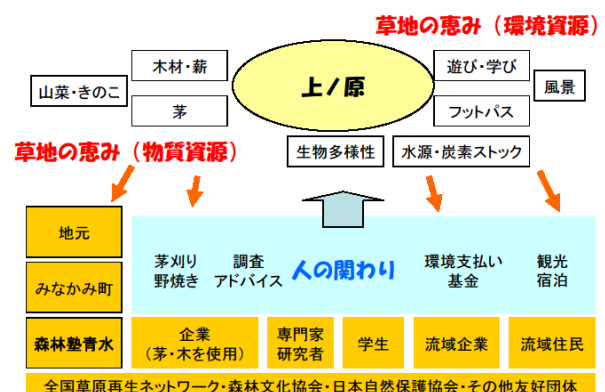 草地の恵み（環境資源）
木材・薪
上ノ原
遊び・学び
山菜・きのこ
風景
茅
フットパス
草地の恵み（物質資源）
生物多様性
水源・炭素ストック
地元
みなかみ町
森林塾青水
茅刈り
野焼き
調査
アドバイス
人の関わり
環境支払い
基金
観光
宿泊
企業
（茅・木を使用）
専門家
研究者
学生
流域企業
流域住民
全国草原再生ネットワーク・森林文化協会・日本自然保護協会・その他友好団体